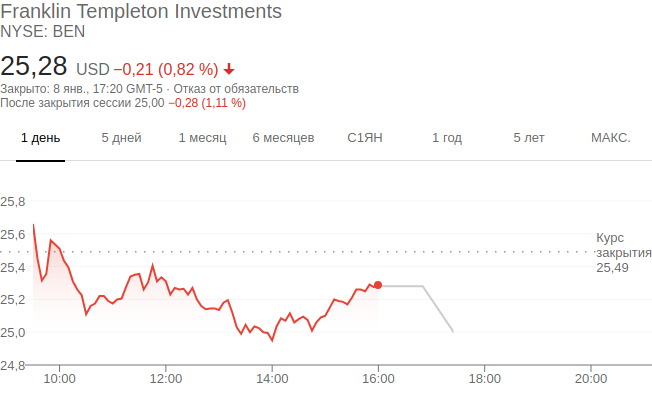 Franklin Templeton Investments
NYSE: BEN
25,28 USD −0,21 (0,82 %)
Закрыто: 8 янв., 17:20 GMT-5 · Отказ от обязательств
После закрытия сессии 25,00 −0,28 (1,11 %)
1 день 5 дней 1 месяц 6 месяцев С1ЯН 1 год 5 лет МАКС.
25,8
25,6
Курс
закрытия
25,49
25,4
25,2
25,0
24,8
10:00 12:00 14:00 16:00 18:00 20:00